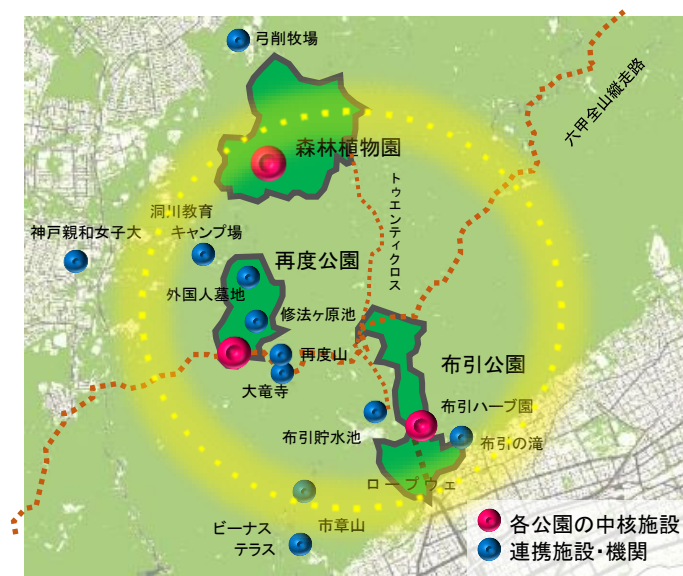 弓削牧場
六甲全山縦走路
森林植物園
トゥエンティクロス
洞川教育
キャンプ場
神戸親和女子大
再度公園
外国人墓地
修法ヶ原池
再度山
大竜寺
布引公園
布引ハーブ園
布引貯水池
布引の滝
ロープウェ
市章山
ビーナス
テラス
各公園の中核施設
連携施設・機関